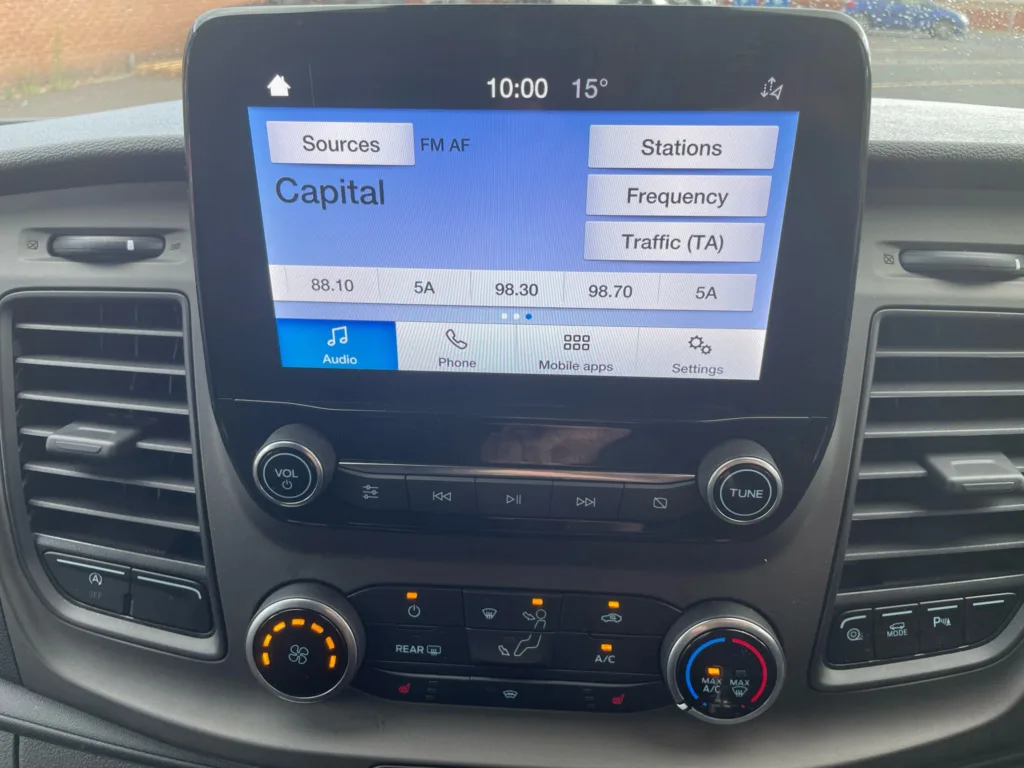 10:00 15°
Sources FM AF Stations
Capital Frequency
Traffic (TA)
88.10 5A 98.30 98.70 5A
Audio Phone Mobile apps Settings
VOL TUNE
A
OFF
REAR A/C
MAX A/C MAX
MODE P